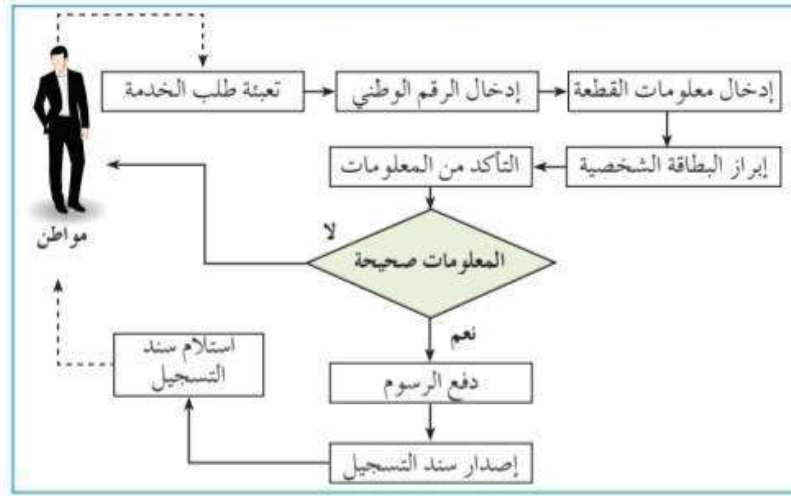 تعبئة طلب الخدمة
إدخال الرقم الوطني
إدخال معلومات القطعة
إبراز البطاقة الشخصية
التأكد من المعلومات
المعلومات صحيحة
لا
مواطن
نعم
دفع الرسوم
إصدار سند التسجيل
استلام سند
التسجيل